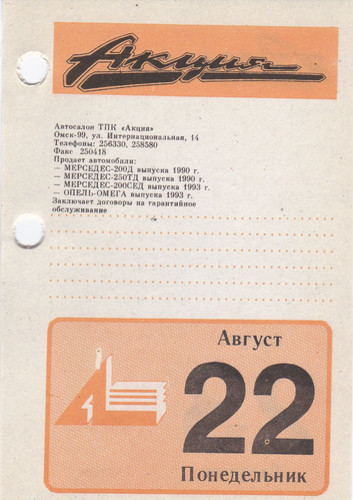 Акция
Автосалон ТПК «Акция»
Омск-99, ул. Интернациональная, 14
Телефоны: 256330, 258580
Факс 250418
Продает автомобили:
— МЕРСЕДЕС-200Д выпуска 1990 г.
— МЕРСЕДЕС-250ТД выпуска 1990 г.
— МЕРСЕДЕС-200СЕД выпуска 1993 г.
— ОПЕЛЬ-ОМЕГА выпуска 1993 г.
Заключает договоры на гарантийное
обслуживание
Август
22
Понедельник